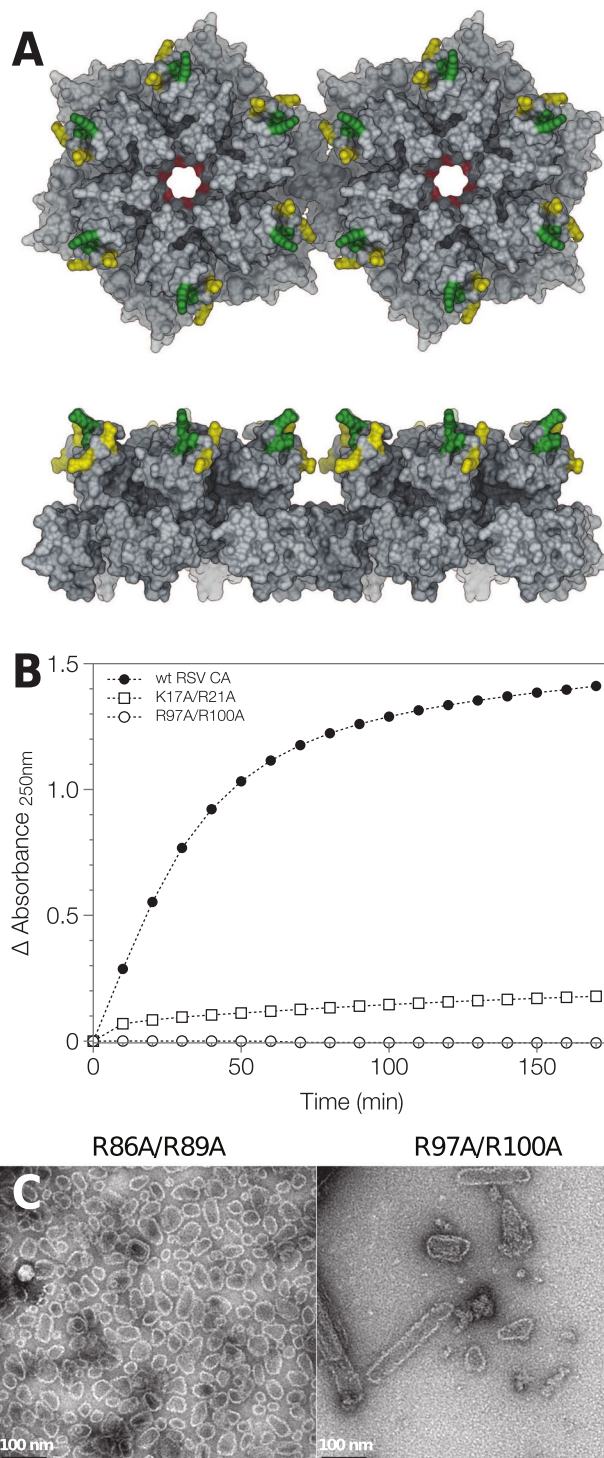 A
B
1.5
wt RSV CA
K17A/R21A
R97A/R100A
1.0
Δ Absorbance 250nm
0.5
0
0 50 100 150
Time (min)
R86A/R89A R97A/R100A
C
100 nm 100 nm